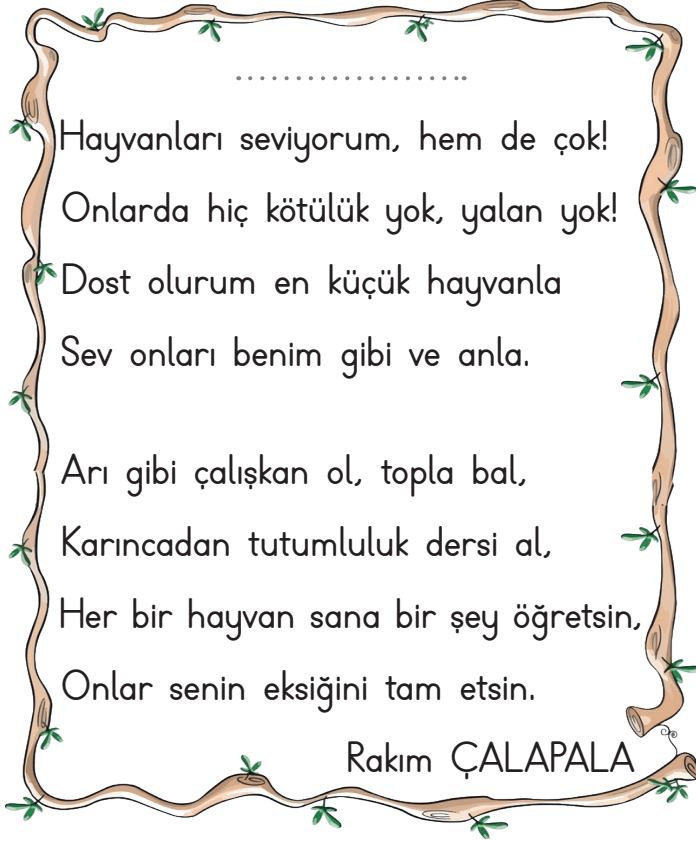 ......................
Hayvanları seviyorum, hem de çok!
Onlarda hiç kötülük yok, yalan yok!
Dost olurum en küçük hayvanla
Sev onları benim gibi ve anla.
Arı gibi çalışkan ol, topla bal,
Karıncadan tutumluluk dersi al,
Her bir hayvan sana bir şey öğretsin,
Onlar senin eksiğini tam etsin.
Rakım ÇALAPALA